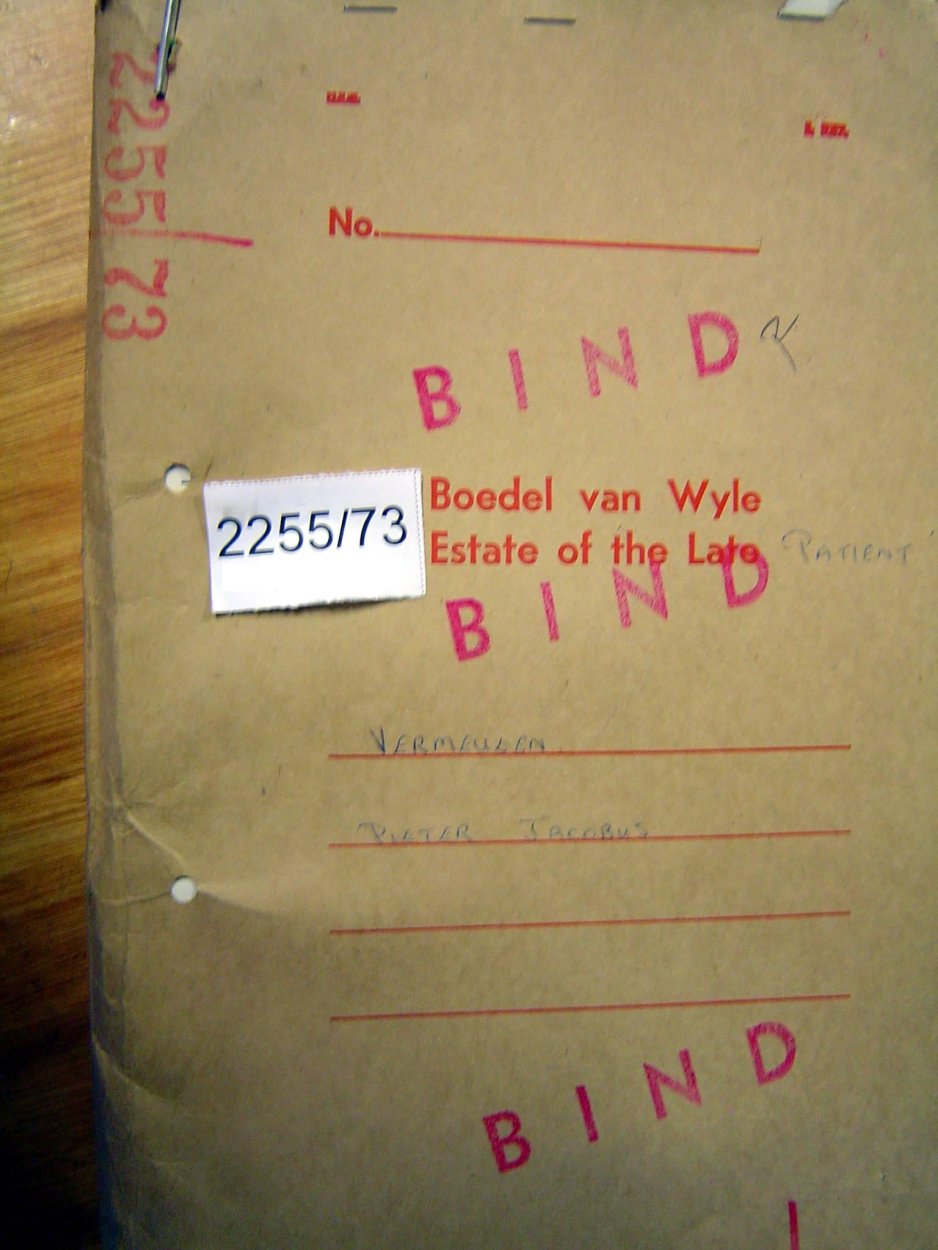 2255/73
No.
BIND
2255/73
Boedel van Wyle
Estate of the Late "PATIENT"
BIND
VERMEULEN
PIETER JACOBUS
BIND